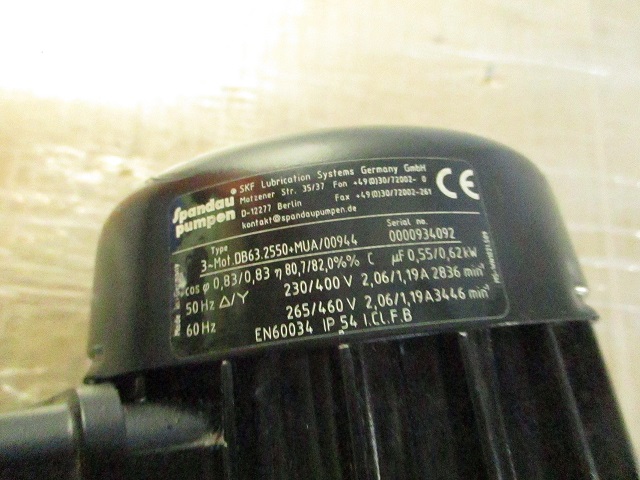 Spandau
pumpen
SKF Lubrication Systems Germany GmbH
Motzener Str. 35/37 Fon +49(0)30/72002- 0
D-12277 Berlin Fax +49(0)30/72002-261
kontakt@spandaupumpen.de
CE
Type Serial no.
3~Mot.DB63.2550+MUA/00944 0000934092
cos φ 0,83/0,83 η 80,7/82,0%% C µF 0,55/0,62kW
50 Hz Δ/Y 230/400 V 2,06/1,19A 2836 min
60 Hz 265/460 V 2,06/1,19A 3446 min
EN60034 IP 54 I.Cl.F.B